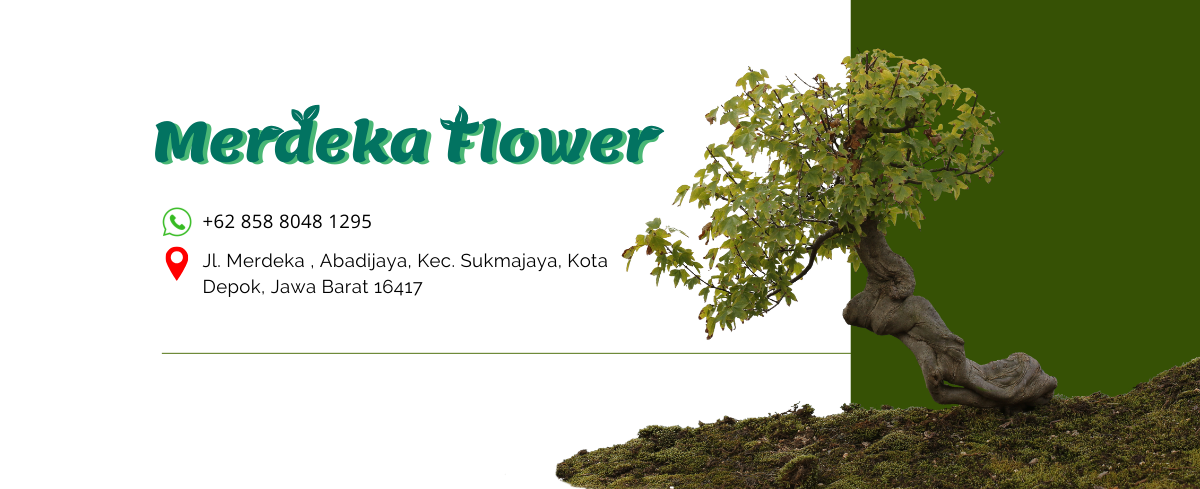 Merdeka Flower
+62 858 8048 1295
Jl. Merdeka , Abadijaya, Kec. Sukmajaya, Kota
Depok, Jawa Barat 16417